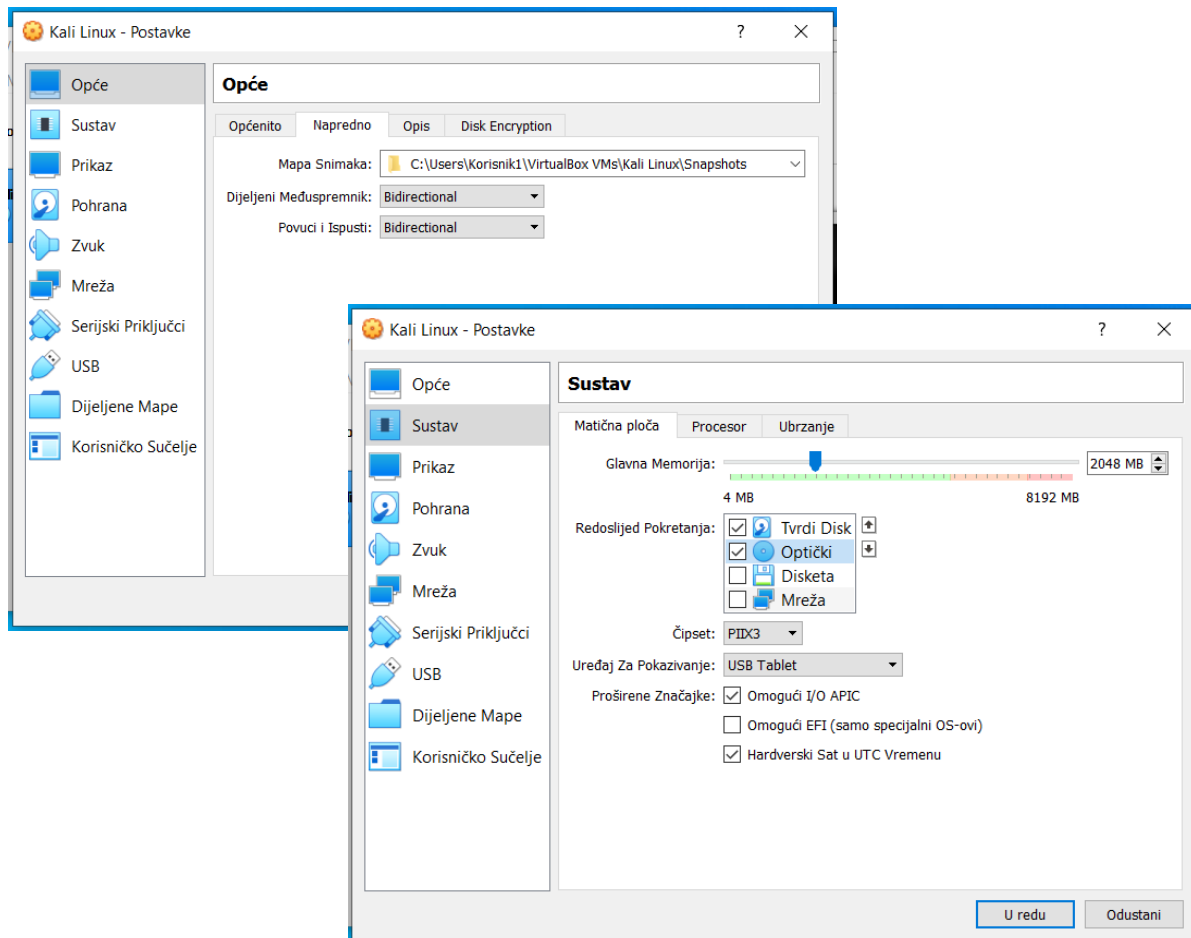 Kali Linux - Postavke
Opće
Sustav
Prikaz
Pohrana
Zvuk
Mreža
Serijski Priključci
USB
Dijeljene Mape
Korisničko Sučelje
Opće
Općenito Napredno Opis Disk Encryption
Mapa Snimaka: C:\Users\Korisnik1\VirtualBox VMs\Kali Linux\Snapshots
Dijeljeni Međuspremnik: Bidirectional
Povuci i Ispusti: Bidirectional
Kali Linux - Postavke
Opće
Sustav
Prikaz
Pohrana
Zvuk
Mreža
Serijski Priključci
USB
Dijeljene Mape
Korisničko Sučelje
Sustav
Matična ploča Procesor Ubrzanje
Glavna Memorija: 2048 MB
4 MB 8192 MB
Redoslijed Pokretanja: Tvrdi Disk
Optički
Disketa
Mreža
Čipset: PIIX3
Uređaj Za Pokazivanje: USB Tablet
Proširene Značajke: Omogući I/O APIC
Omogući EFI (samo specijalni OS-ovi)
Hardverski Sat u UTC Vremenu
U redu Odustani